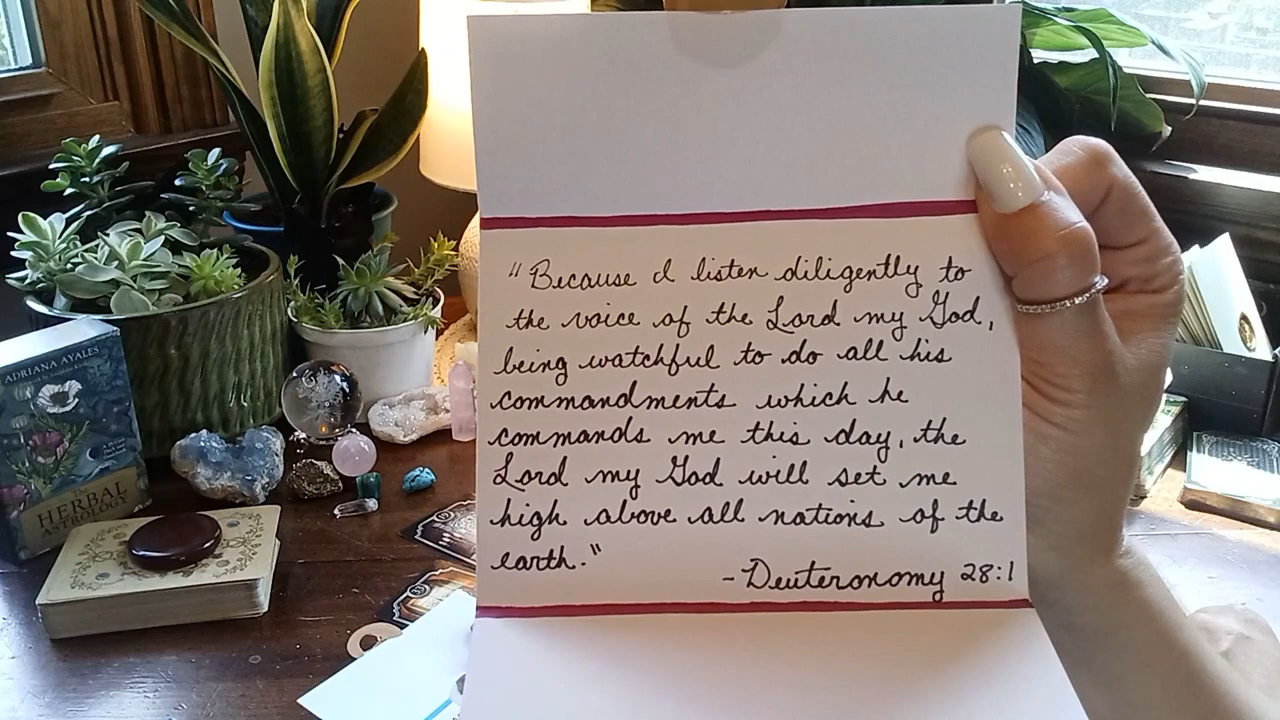 "Because I listen diligently to
the voice of the Lord my God,
being watchful to do all his
commandments which he
commands me this day, the
Lord my God will set me
high above all nations of the
earth."
-Deuteronomy 28:1
ADRIANA AYALES
HERBAL
ASTROLOGY